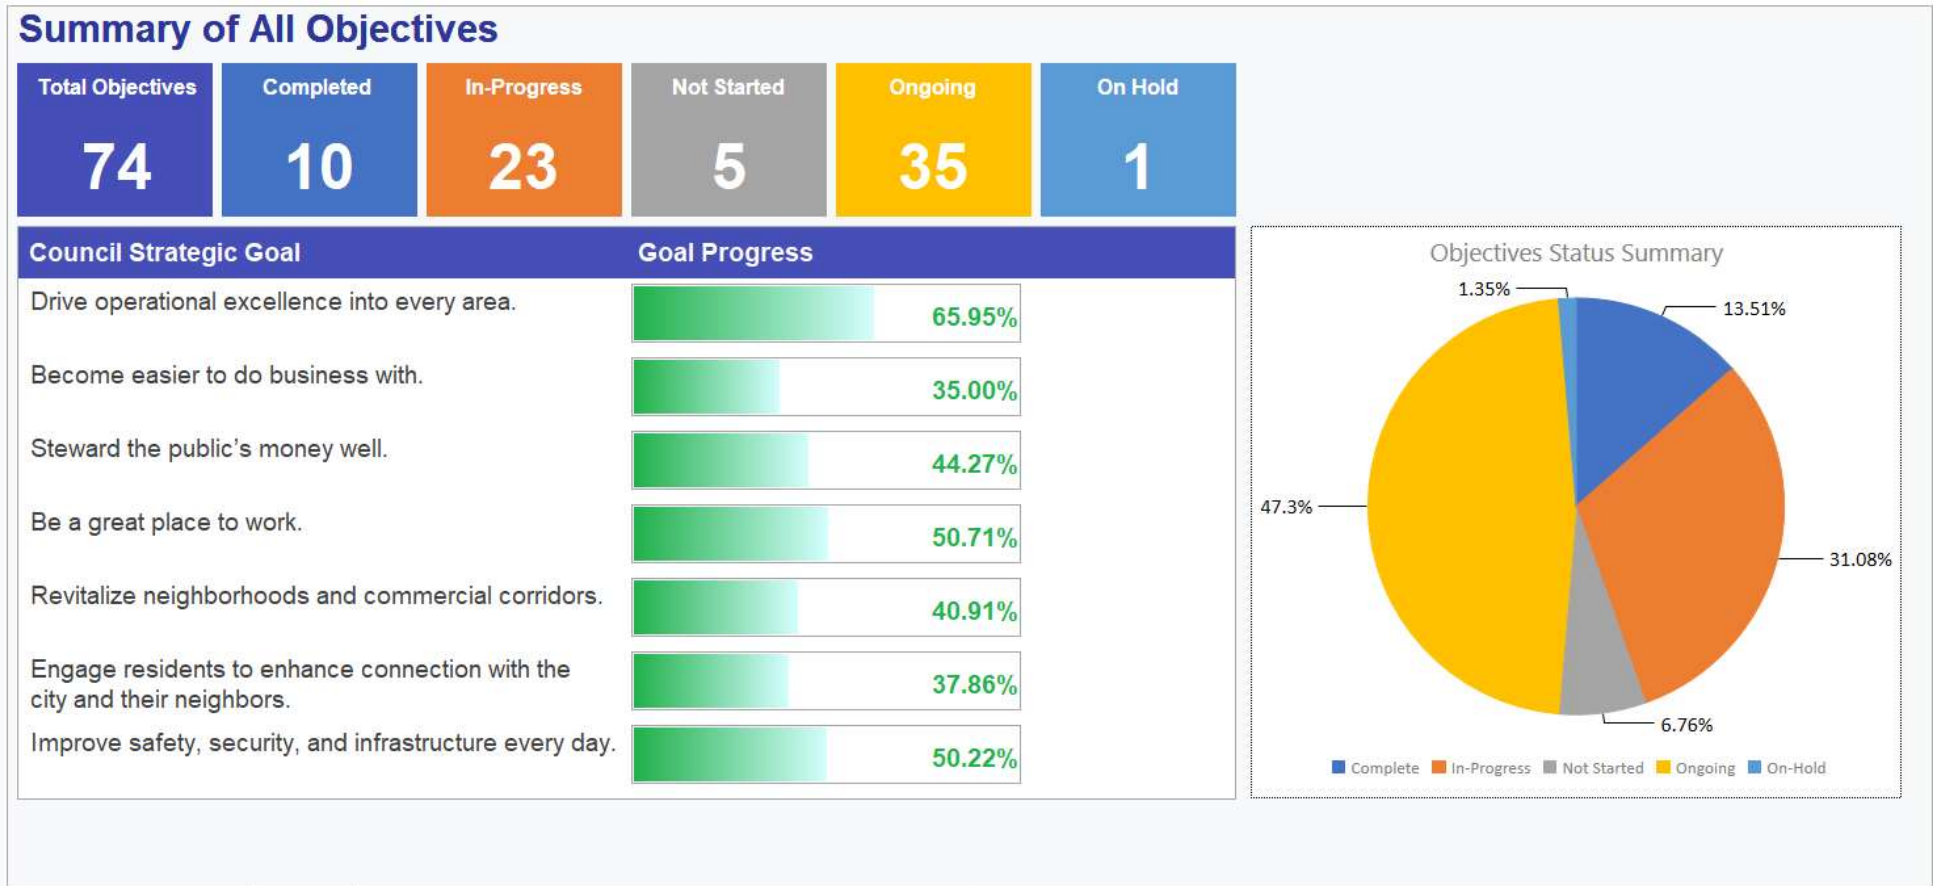 Summary of All Objectives
Total Objectives
74
Completed
10
In-Progress
23
Not Started
5
Ongoing
35
On Hold
1
Council Strategic Goal
Goal Progress
Drive operational excellence into every area.
65.95%
Become easier to do business with.
35.00%
Steward the public’s money well.
44.27%
Be a great place to work.
50.71%
Revitalize neighborhoods and commercial corridors.
40.91%
Engage residents to enhance connection with the
city and their neighbors.
37.86%
Improve safety, security, and infrastructure every day.
50.22%
Objectives Status Summary
1.35%
13.51%
47.3%
31.08%
6.76%
Complete In-Progress Not Started Ongoing On-Hold